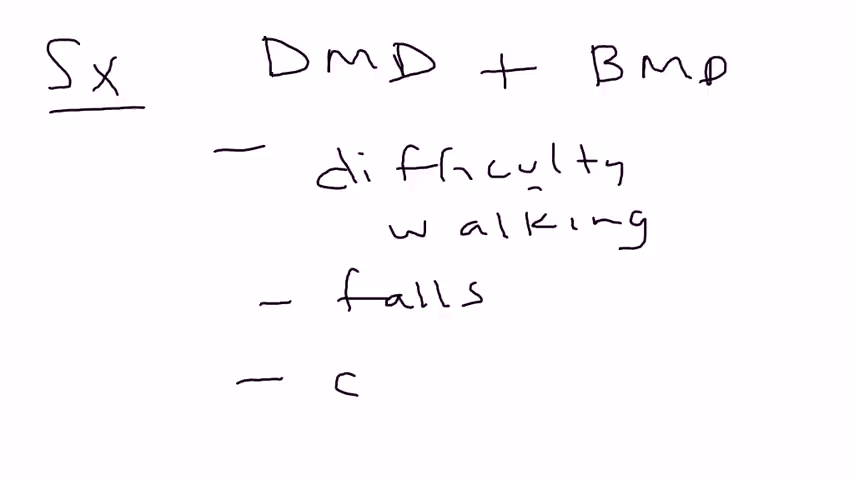 Sx DMD + BMD
- difficulty
walking
- falls
- c